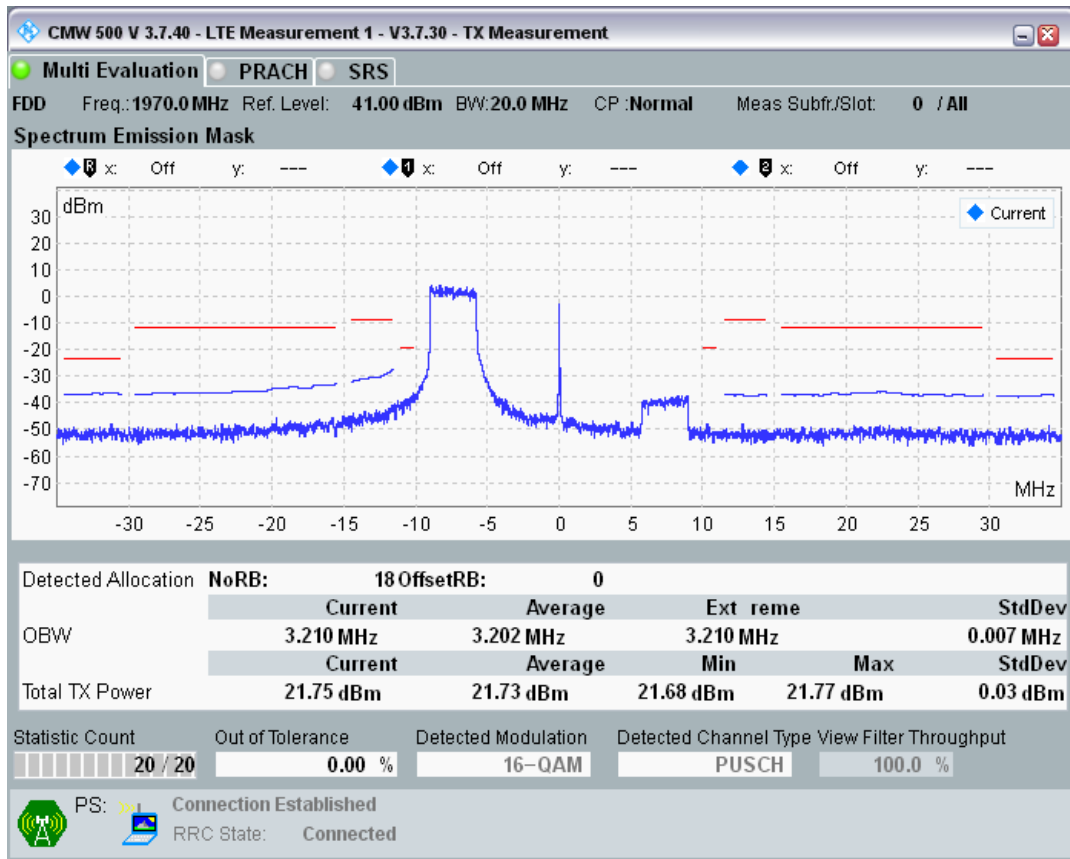 CMW 500 V 3.7.40 - LTE Measurement 1 - V3.7.30 - TX Measurement
Multi Evaluation PRACH SRS
FDD Freq.: 1970.0 MHz Ref. Level: 41.00 dBm BW: 20.0 MHz CP :Normal Meas Subfr./Slot: 0 / All
Spectrum Emission Mask
R x: Off y: --- 1 x: Off y: --- 2 x: Off y: ---
dBm
Current
30
20
10
0
-10
-20
-30
-40
-50
-60
-70
MHz
-30 -25 -20 -15 -10 -5 0 5 10 15 20 25 30
Detected Allocation NoRB: 18 OffsetRB: 0
Current Average Ext reme StdDev
OBW 3.210 MHz 3.202 MHz 3.210 MHz 0.007 MHz
Current Average Min Max StdDev
Total TX Power 21.75 dBm 21.73 dBm 21.68 dBm 21.77 dBm 0.03 dBm
Statistic Count Out of Tolerance Detected Modulation Detected Channel Type View Filter Throughput
20 / 20 0.00 % 16-QAM PUSCH 100.0 %
PS: Connection Established
RRC State: Connected